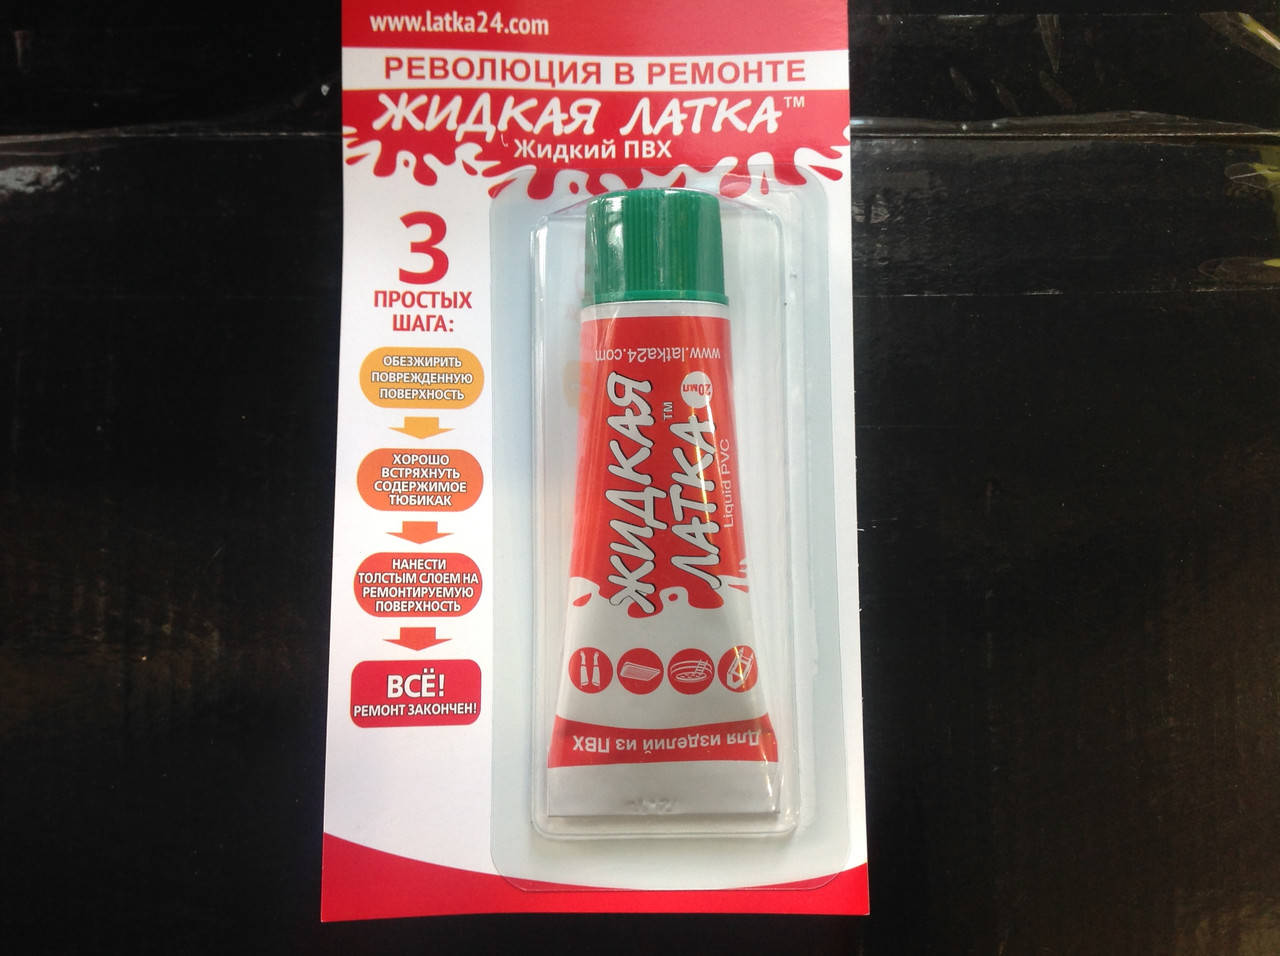 www.latka24.com
РЕВОЛЮЦИЯ В РЕМОНТЕ
ЖИДКАЯ ЛАТКА™
Жидкий ПВХ
3
ПРОСТЫХ
ШАГА:
ОБЕЗЖИРИТЬ
ПОВРЕЖДЕННУЮ
ПОВЕРХНОСТЬ
ХОРОШО
ВСТРЯХНУТЬ
СОДЕРЖИМОЕ
ТЮБИКАК
НАНЕСТИ
ТОЛСТЫМ СЛОЕМ НА
РЕМОНТИРУЕМУЮ
ПОВЕРХНОСТЬ
ВСЁ!
РЕМОНТ ЗАКОНЧЕН!
www.latka24.com
20мл
ЖИДКАЯ
ЛАТКА™
Liquid PVC
Для изделий из ПВХ